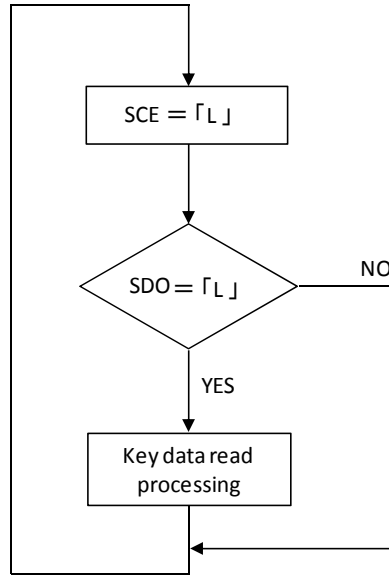 SCE＝「L」
SDO＝「L」
NO
YES
Key data read
processing